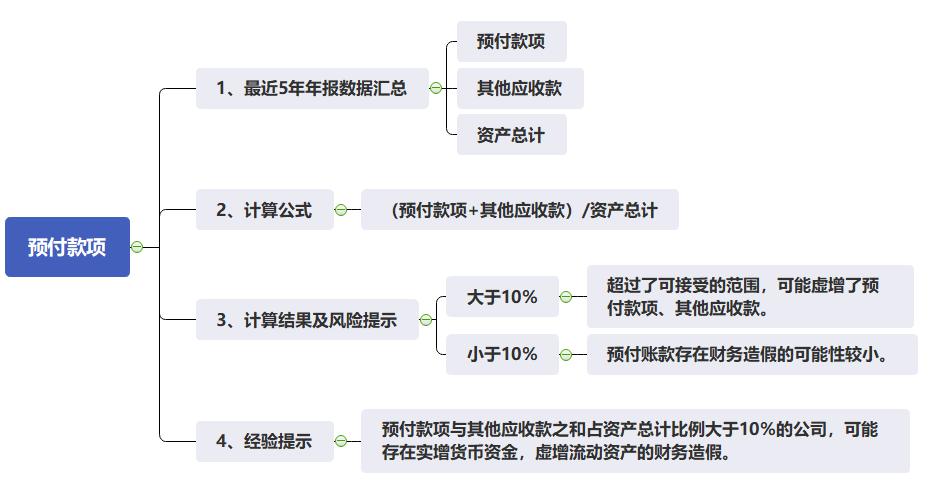 预付款项
1、最近5年年报数据汇总
预付款项
其他应收款
资产总计
2、计算公式
（预付款项+其他应收款）/资产总计
3、计算结果及风险提示
大于10%
超过了可接受的范围，可能虚增了预
付款项、其他应收款。
小于10%
预付账款存在财务造假的可能性较小。
4、经验提示
预付款项与其他应收款之和占资产总计比例大于10%的公司，可能
存在实增货币资金，虚增流动资产的财务造假。